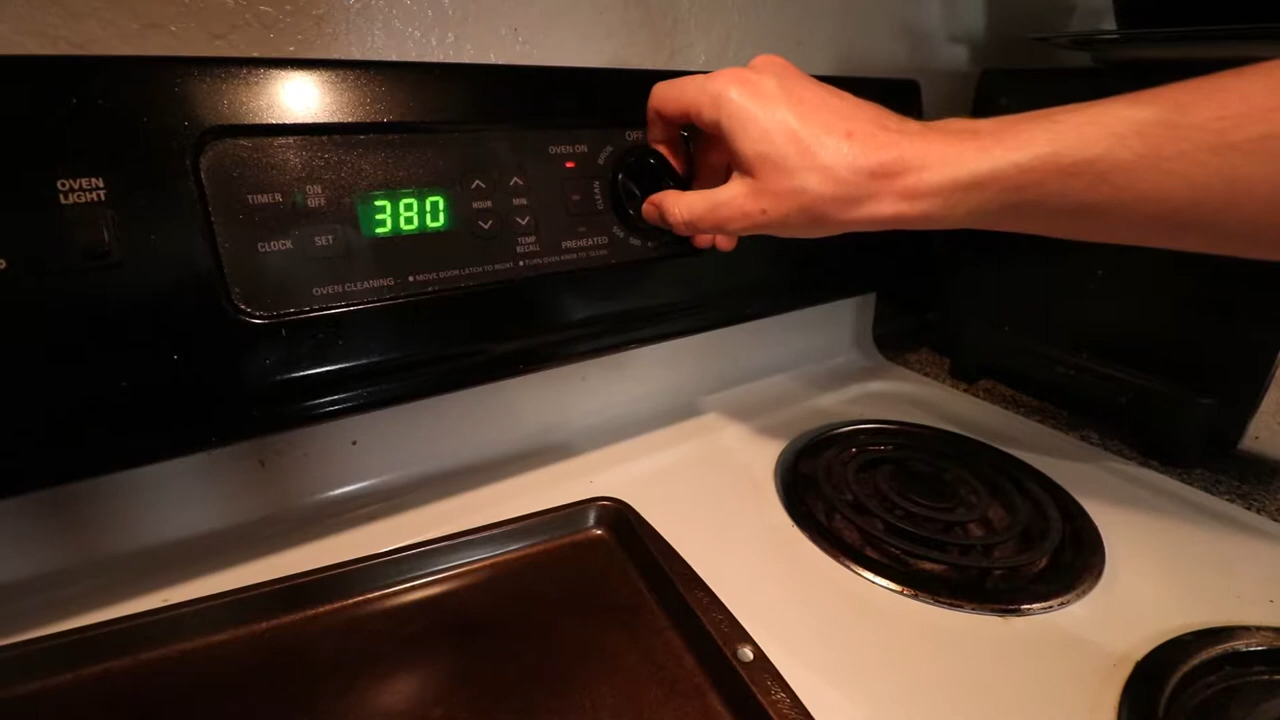 OVEN
LIGHT
TIMER
ON
OFF
CLOCK
SET
380
HOUR
MIN
TEMP
RECALL
OVEN ON
PREHEATED
OFF
BROIL
CLEAN
OVEN CLEANING - • MOVE DOOR LATCH TO RIGHT. • TURN OVEN KNOB TO "CLEAN.